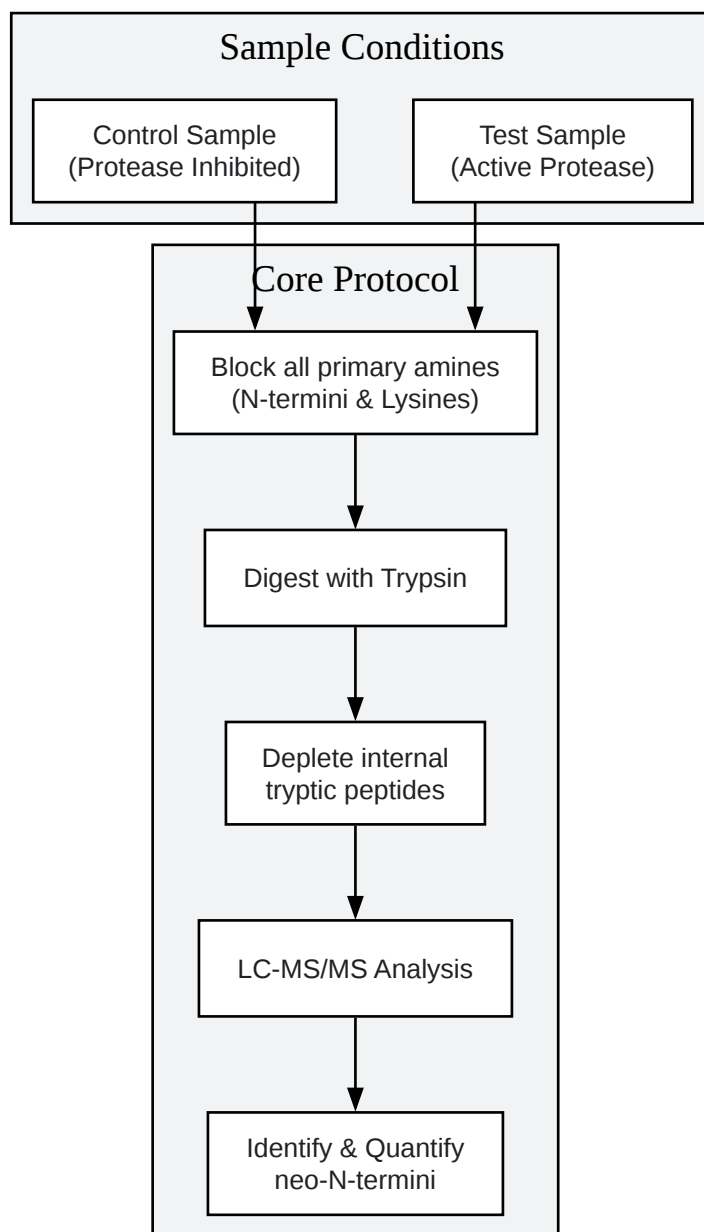 Sample Conditions
Control Sample
(Protease Inhibited)
Test Sample
(Active Protease)
Core Protocol
Block all primary amines
(N-termini & Lysines)
Digest with Trypsin
Deplete internal
tryptic peptides
LC-MS/MS Analysis
Identify & Quantify
neo-N-termini